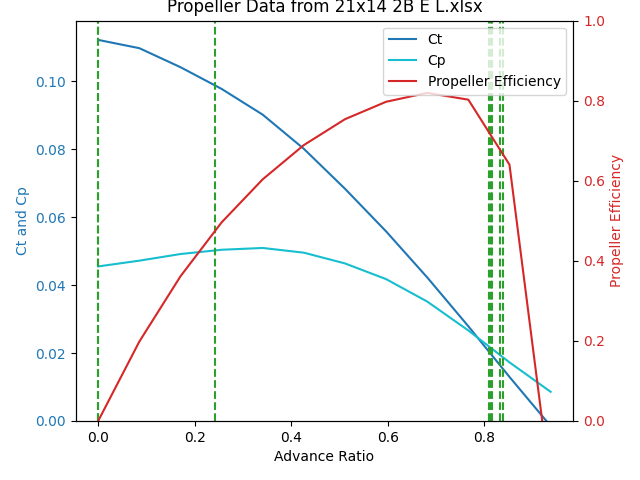 Propeller Data from 21x14 2B E L.xlsx
Ct
Cp
Propeller Efficiency
Ct and Cp
0.10
0.08
0.06
0.04
0.02
0.00
1.0
0.8
0.6
0.4
0.2
0.0
Propeller Efficiency
0.0 0.2 0.4 0.6 0.8
Advance Ratio